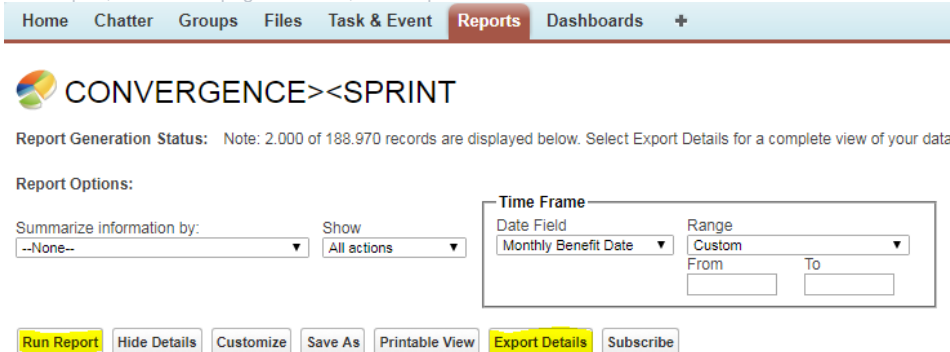 Home Chatter Groups Files Task & Event Reports Dashboards +
CONVERGENCE><SPRINT
Report Generation Status: Note: 2.000 of 188.970 records are displayed below. Select Export Details for a complete view of your data
Report Options:
Time Frame
Summarize information by: Show Date Field Range
--None-- All actions Monthly Benefit Date Custom
From To
Run Report Hide Details Customize Save As Printable View Export Details Subscribe